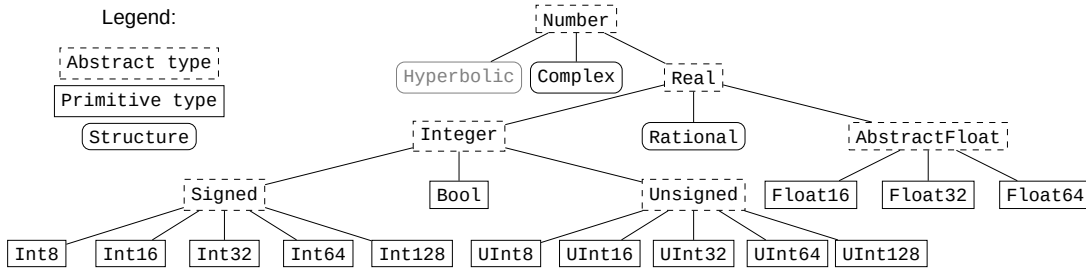 Legend:
Abstract type
Primitive type
Structure
Number
Hyperbolic Complex Real
Integer Rational AbstractFloat
Signed Bool Unsigned Float16 Float32 Float64
Int8 Int16 Int32 Int64 Int128 UInt8 UInt16 UInt32 UInt64 UInt128